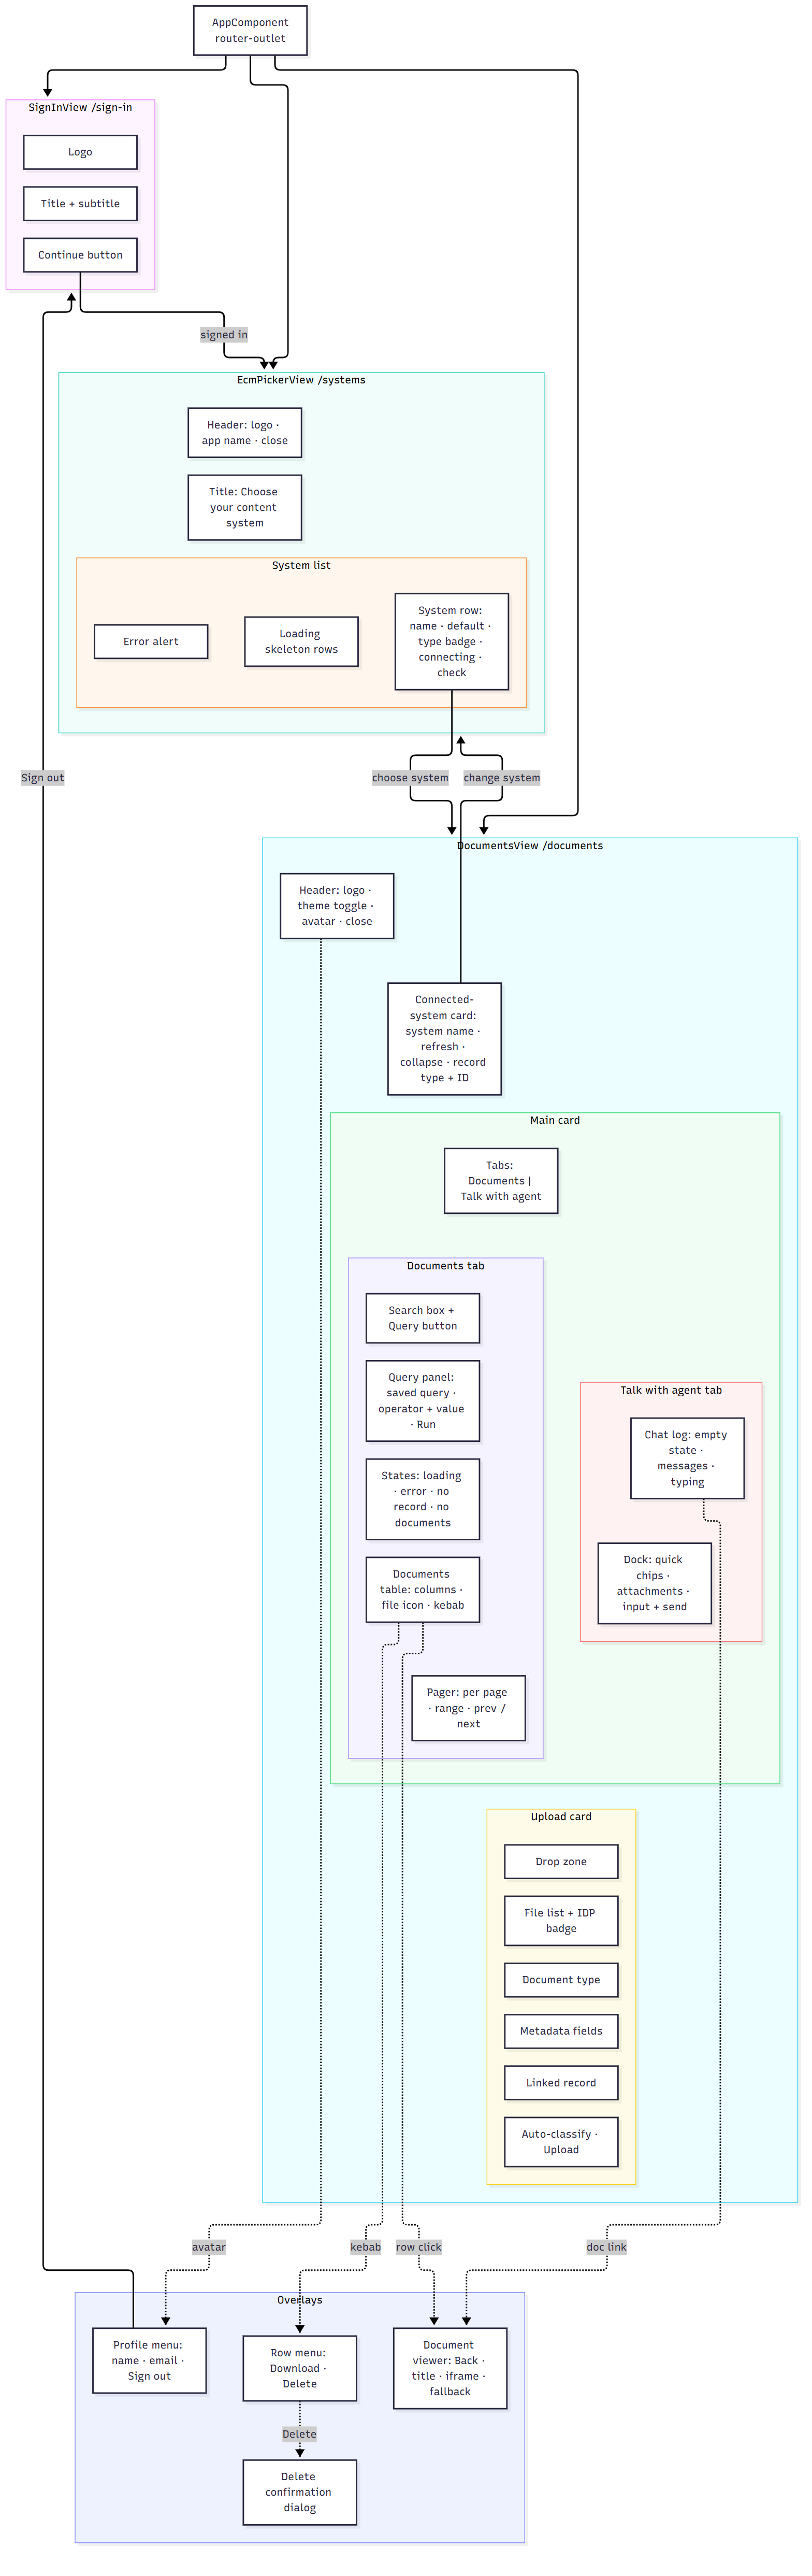 AppComponent
router-outlet
SignInView /sign-in
Logo
Title + subtitle
Continue button
signed in
EcmPickerView /systems
Header: logo ·
app name · close
Title: Choose
your content
system
System list
Error alert
Loading
skeleton rows
System row:
name · default ·
type badge ·
connecting ·
check
Sign out
choose system
change system
DocumentsView /documents
Header: logo ·
theme toggle ·
avatar · close
Connected-
system card:
system name ·
refresh ·
collapse · record
type + ID
Main card
Tabs:
Documents |
Talk with agent
Documents tab
Search box +
Query button
Query panel:
saved query ·
operator + value
· Run
States: loading
· error · no
record · no
documents
Documents
table: columns ·
file icon · kebab
Pager: per page
· range · prev /
next
Talk with agent tab
Chat log: empty
state ·
messages ·
typing
Dock: quick
chips ·
attachments ·
input + send
Upload card
Drop zone
File list + IDP
badge
Document type
Metadata fields
Linked record
Auto-classify ·
Upload
avatar
kebab
row click
doc link
Overlays
Profile menu:
name · email ·
Sign out
Row menu:
Download ·
Delete
Document
viewer: Back ·
title · iframe ·
fallback
Delete
Delete
confirmation
dialog